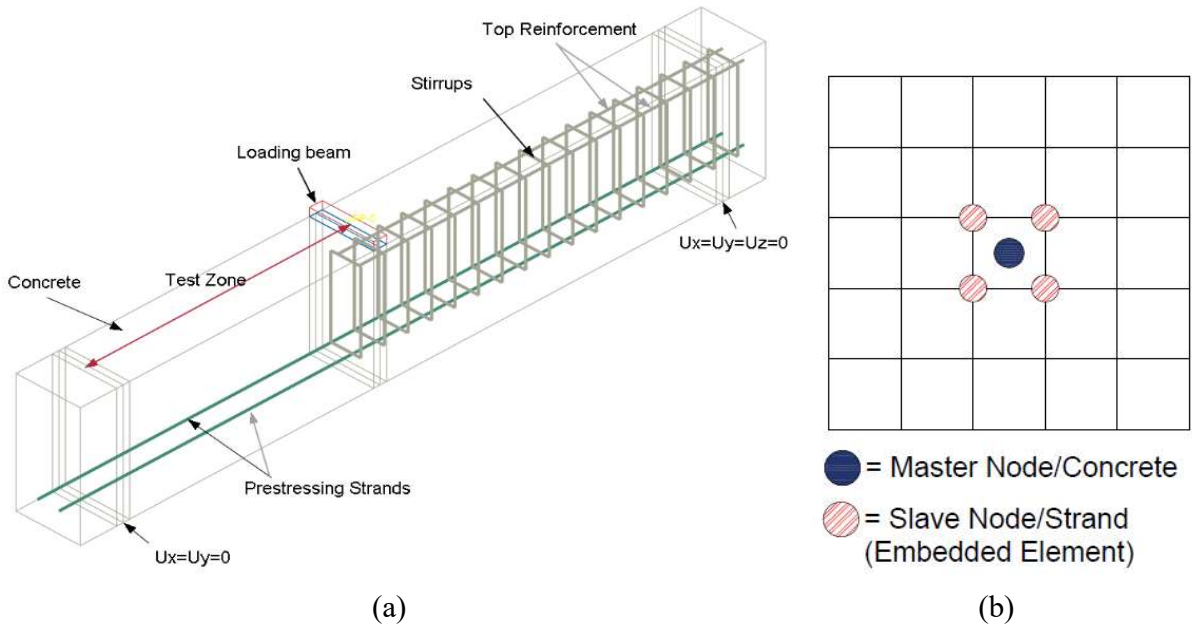 Top Reinforcement
Stirrups
Loading beam
Ux=Uy=Uz=0
Test Zone
Concrete
Prestressing Strands
Ux=Uy=0
(a)
= Master Node/Concrete
= Slave Node/Strand
(Embedded Element)
(b)